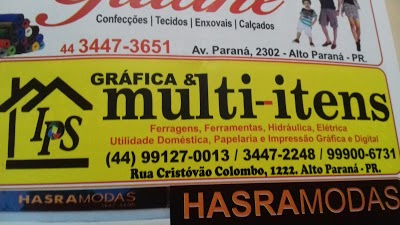 Confecções | Tecidos | Enxovais | Calçados
44 3447-3651
Av. Paraná, 2302 - Alto Paraná - PR.
GRÁFICA &
multi-itens
IPS
Ferragens, Ferramentas, Hidráulica, Elétrica
Utilidade Doméstica, Papelaria e Impressão Gráfica e Digital
(44) 99127-0013 / 3447-2248 / 99900-6731
Rua Cristóvão Colombo, 1222. Alto Paraná - PR.
HASRAMODAS
HASRAMODAS